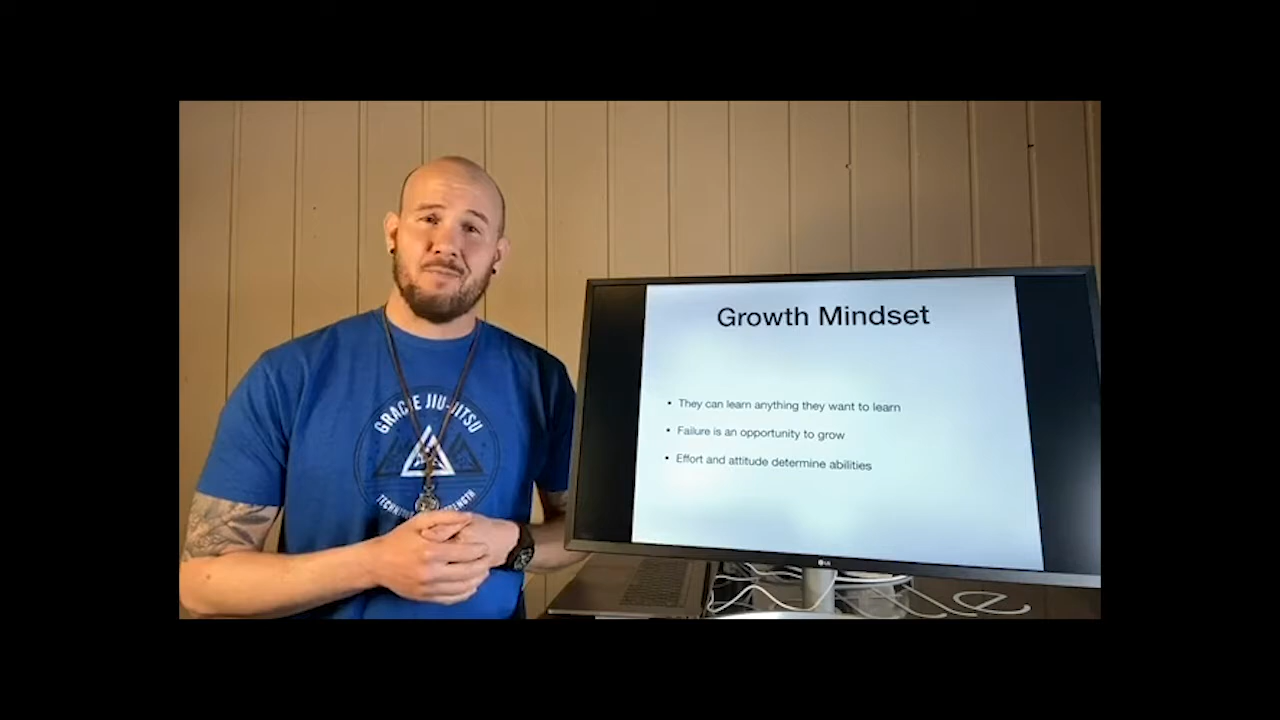 GRACIE JIU-JITSU
Growth Mindset
• They can learn anything they want to learn
• Failure is an opportunity to grow
• Effort and attitude determine abilities
LG